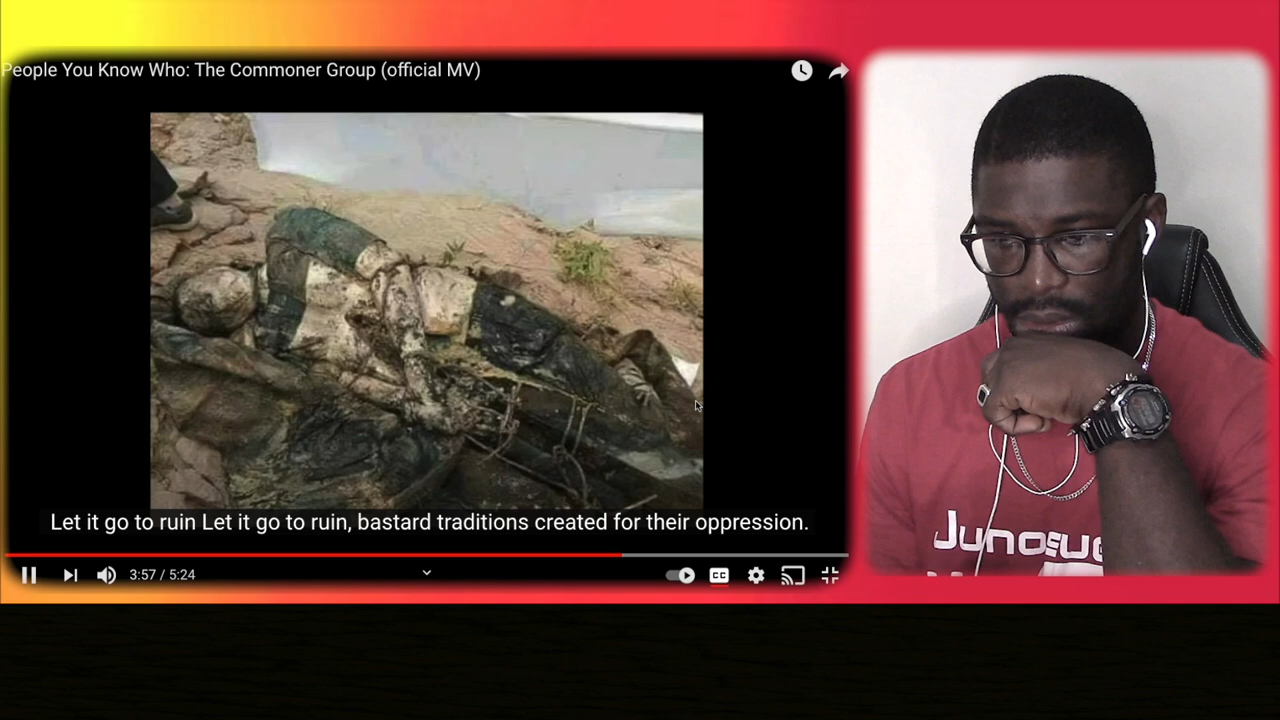 People You Know Who: The Commoner Group (official MV)
Let it go to ruin Let it go to ruin, bastard traditions created for their oppression.
3:57 / 5:24
CC